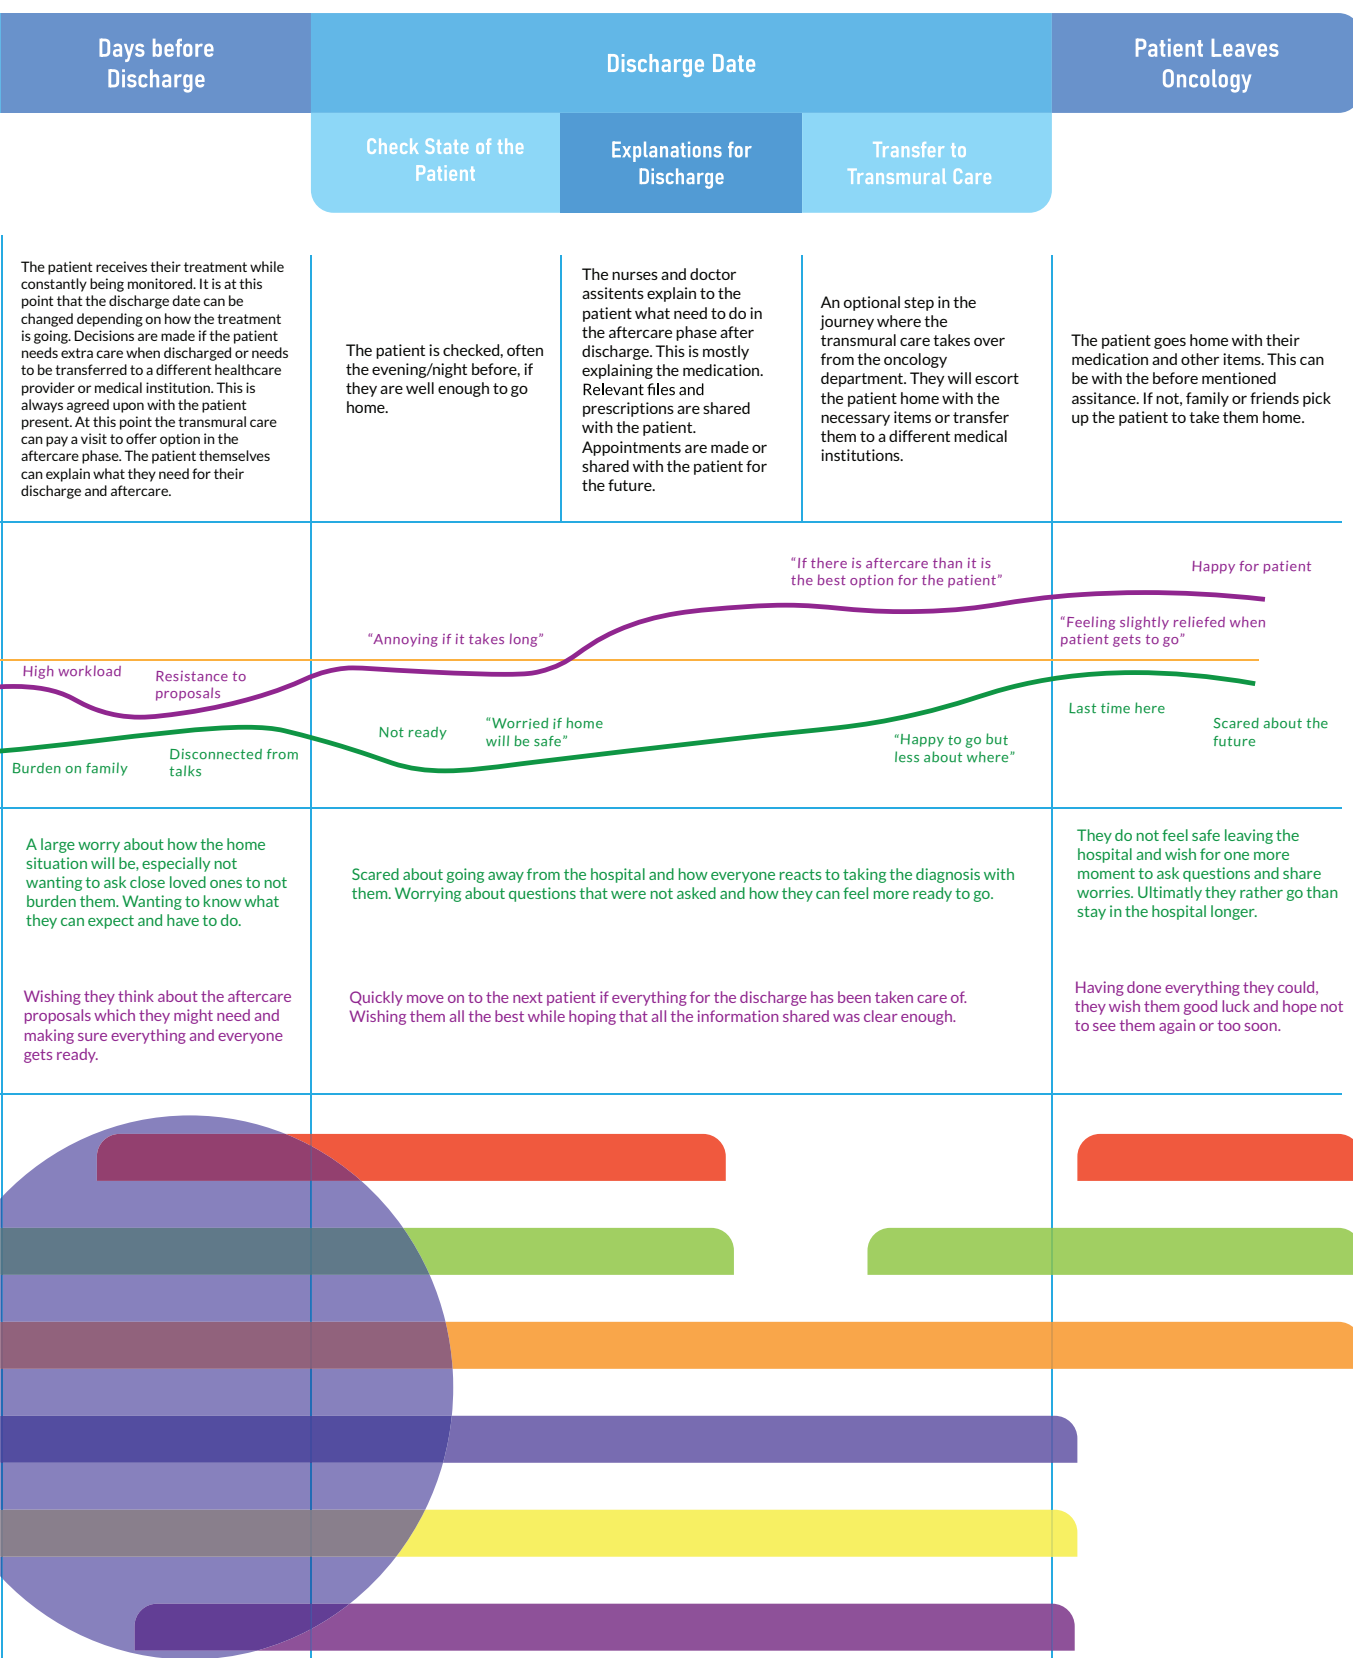 Days before
Discharge
Discharge Date
Patient Leaves
Oncology
Check State of the
Patient
Explanations for
Discharge
Transfer to
Transmural Care
The patient receives their treatment while
constantly being monitored. It is at this
point that the discharge date can be
changed depending on how the treatment
is going. Decisions are made if the patient
needs extra care when discharged or needs
to be transferred to a different healthcare
provider or medical institution. This is
always agreed upon with the patient
present. At this point the transmural care
can pay a visit to offer option in the
aftercare phase. The patient themselves
can explain what they need for their
discharge and aftercare.
The patient is checked, often
the evening/night before, if
they are well enough to go
home.
The nurses and doctor
assitents explain to the
patient what need to do in
the aftercare phase after
discharge. This is mostly
explaining the medication.
Relevant files and
prescriptions are shared
with the patient.
Appointments are made or
shared with the patient for
the future.
An optional step in the
journey where the
transmural care takes over
from the oncology
department. They will escort
the patient home with the
necessary items or transfer
them to a different medical
institutions.
The patient goes home with their
medication and other items. This can
be with the before mentioned
assitance. If not, family or friends pick
up the patient to take them home.
“If there is aftercare than it is
the best option for the patient”
Happy for patient
“Annoying if it takes long”
“Feeling slightly reliefed when
patient gets to go”
High workload
Resistance to
proposals
Not ready
“Worried if home
will be safe”
Last time here
Scared about the
future
“Happy to go but
less about where”
Burden on family
Disconnected from
talks
A large worry about how the home
situation will be, especially not
wanting to ask close loved ones to not
burden them. Wanting to know what
they can expect and have to do.
Scared about going away from the hospital and how everyone reacts to taking the diagnosis with
them. Worrying about questions that were not asked and how they can feel more ready to go.
They do not feel safe leaving the
hospital and wish for one more
moment to ask questions and share
worries. Ultimatly they rather go than
stay in the hospital longer.
Wishing they think about the aftercare
proposals which they might need and
making sure everything and everyone
gets ready.
Quickly move on to the next patient if everything for the discharge has been taken care of.
Wishing them all the best while hoping that all the information shared was clear enough.
Having done everything they could,
they wish them good luck and hope not
to see them again or too soon.